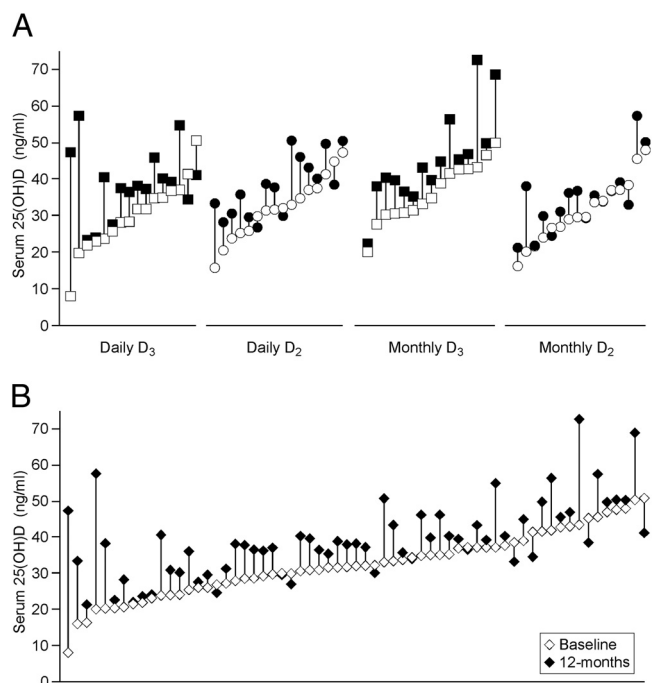 A
Serum 25(OH)D (ng/ml)
70
60
50
40
30
20
10
0
Daily D3
Daily D2
Monthly D3
Monthly D2
B
Serum 25(OH)D (ng/ml)
70
60
50
40
30
20
10
0
Baseline
12-months